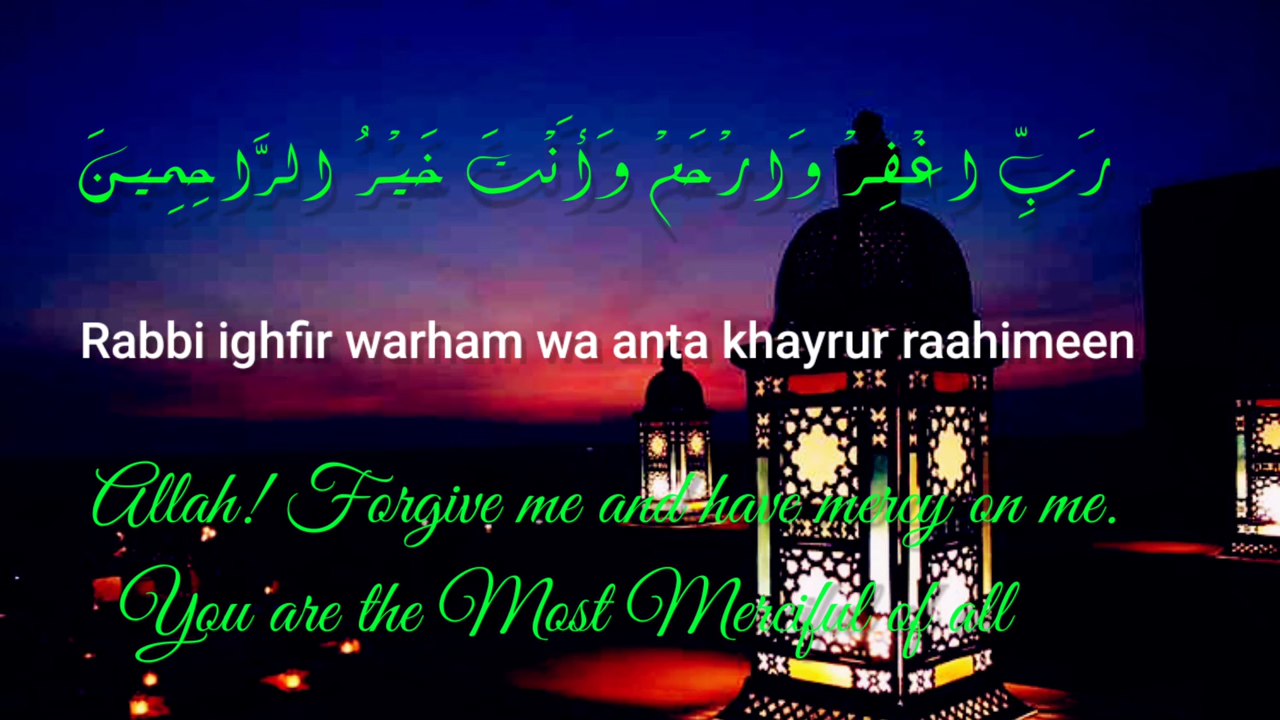 رَبِّ اغْفِرْ وَارْحَمْ وَأَنْتَ خَيْرُ الرَّاحِمِينَ
Rabbi ighfir warham wa anta khayrur raahimeen
Allah! Forgive me and have mercy on me.
You are the Most Merciful of all